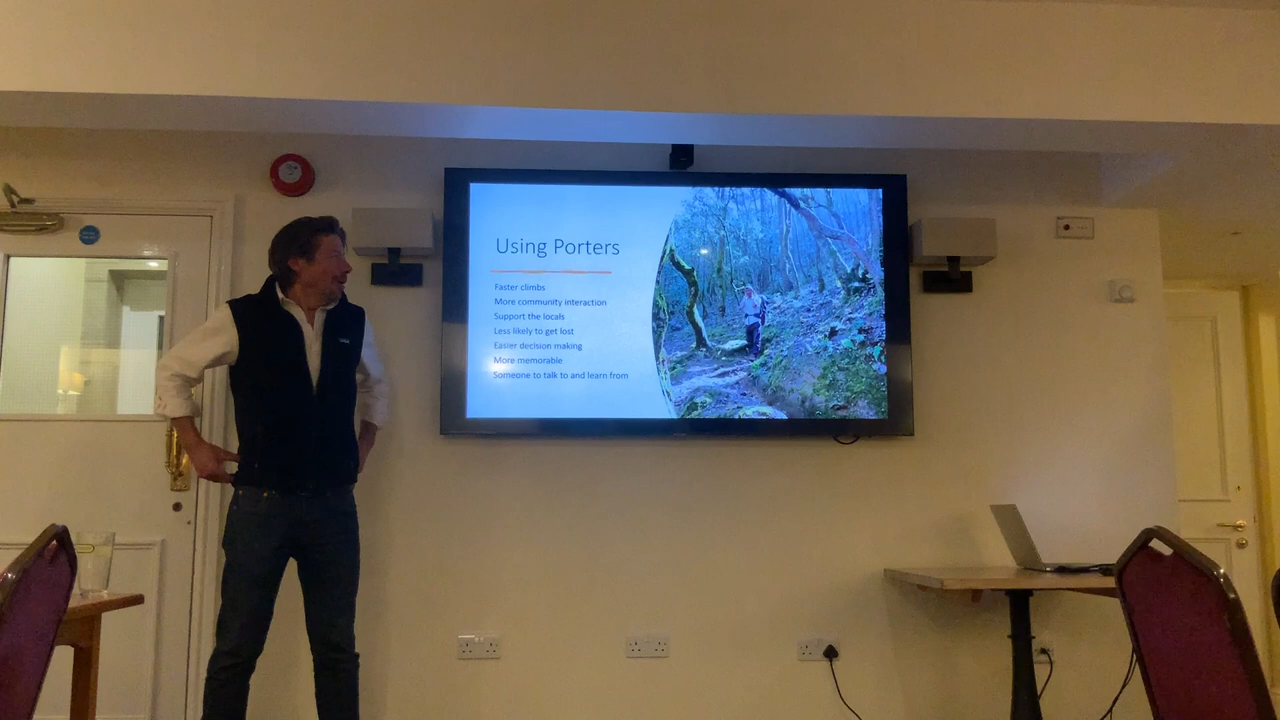 Using Porters
Faster climbs
More community interaction
Support the locals
Less likely to get lost
Easier decision making
More memorable
Someone to talk to and learn from